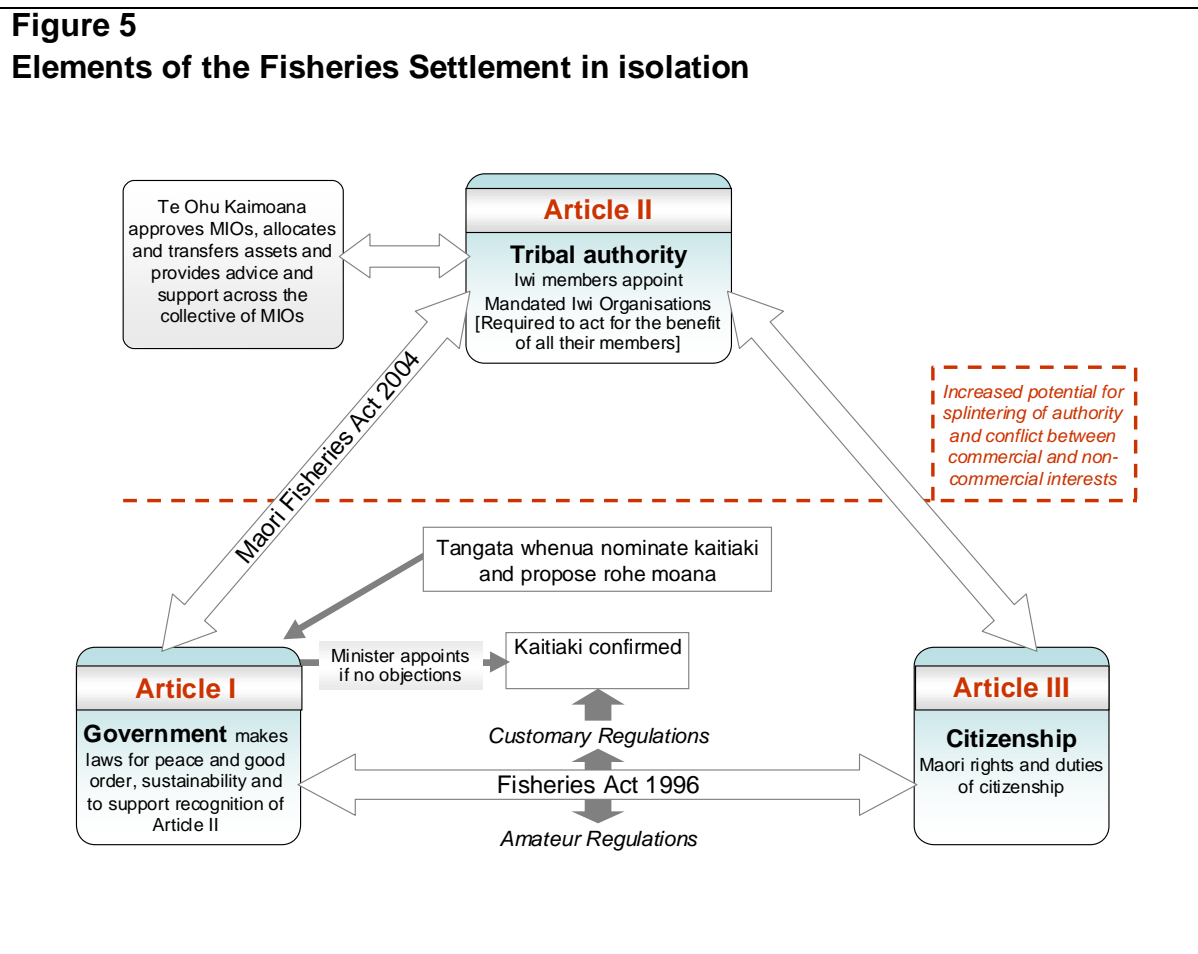 Figure 5
Elements of the Fisheries Settlement in isolation
Te Ohu Kaimoana
approves MIOs, allocates
and transfers assets and
provides advice and
support across the
collective of MIOs
Article II
Tribal authority
Iwi members appoint
Mandated Iwi Organisations
[Required to act for the benefit
of all their members]
Increased potential for
splintering of authority
and conflict between
commercial and non-
commercial interests
Maori Fisheries Act 2004
Tangata whenua nominate kaitiaki
and propose rohe moana
Minister appoints
if no objections
Kaitiaki confirmed
Article I
Government makes
laws for peace and good
order, sustainability and
to support recognition of
Article II
Customary Regulations
Fisheries Act 1996
Amateur Regulations
Article III
Citizenship
Maori rights and duties
of citizenship